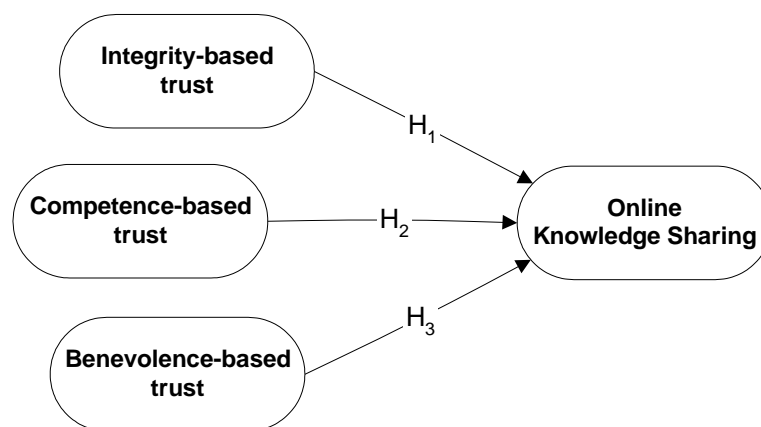 Integrity-based
trust
H₁
Competence-based
trust
H₂
Online
Knowledge Sharing
H₃
Benevolence-based
trust